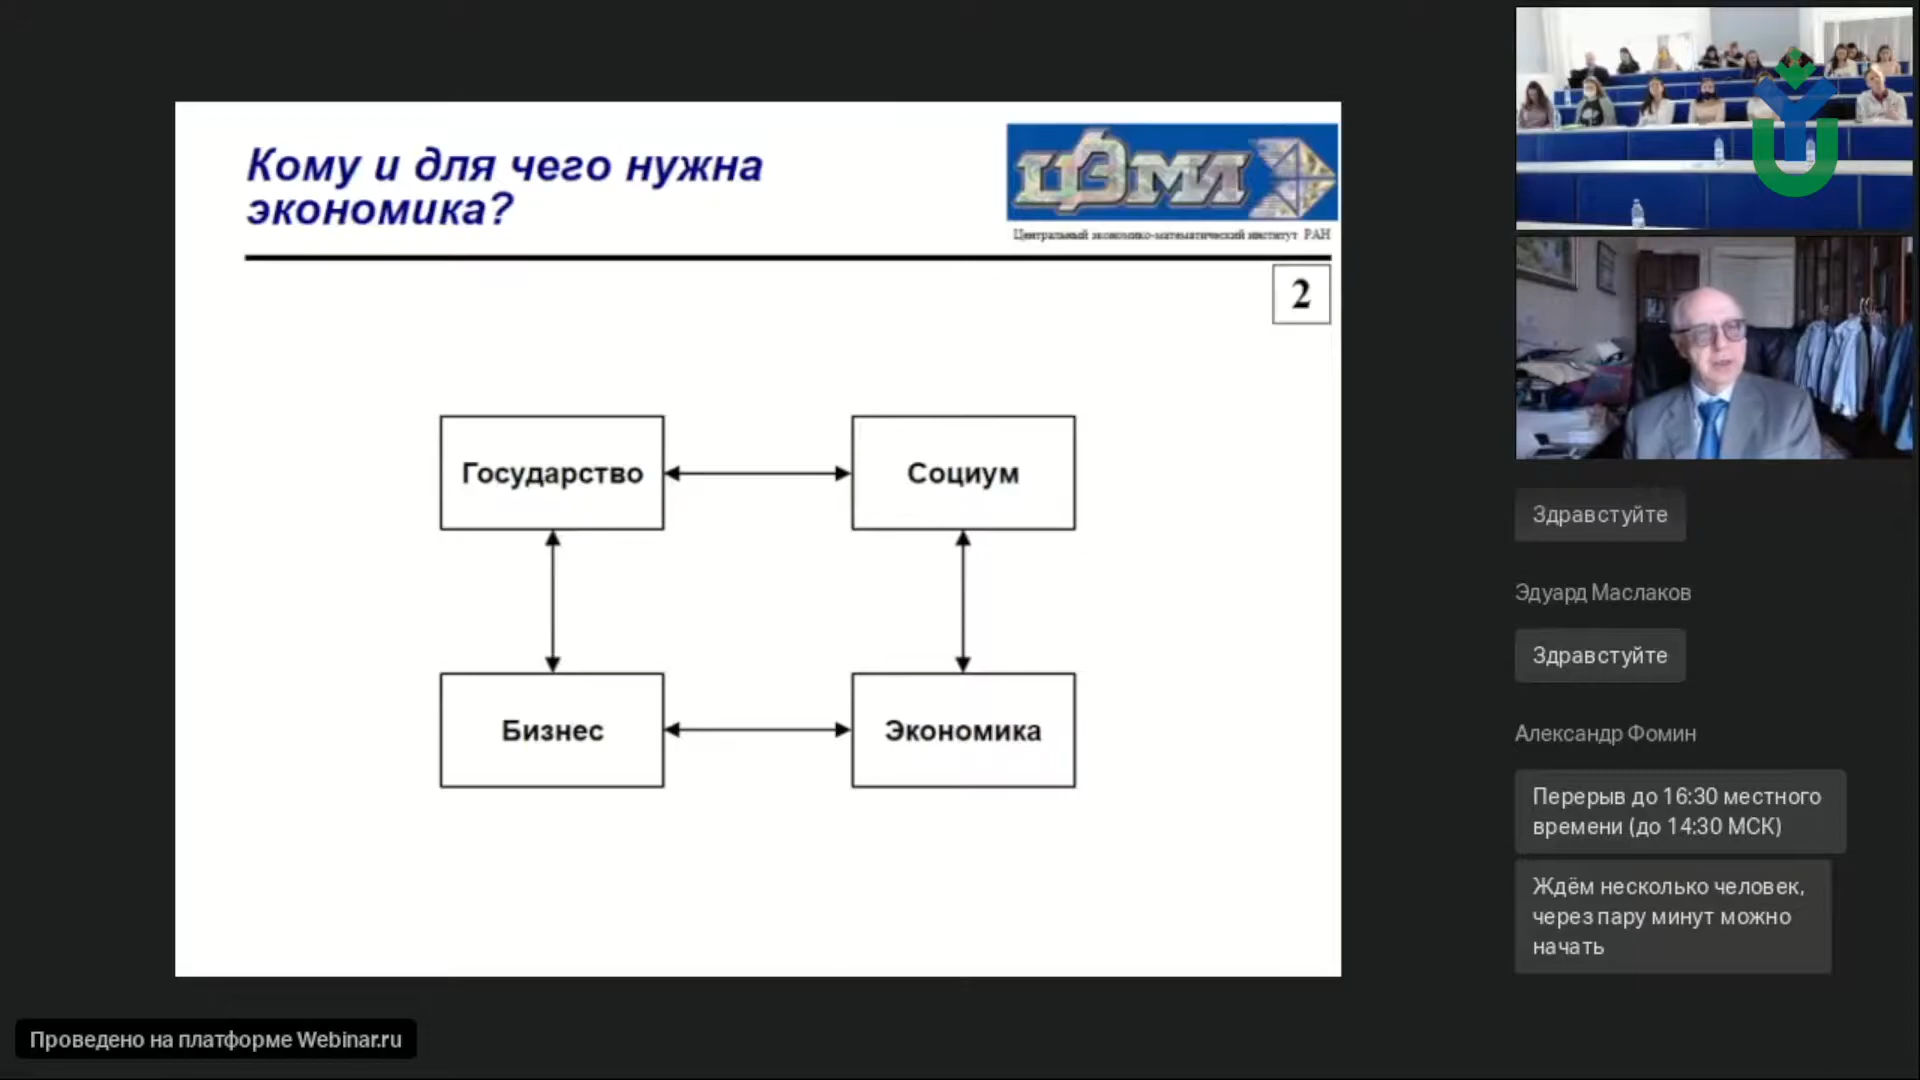 Кому и для чего нужна
экономика?
ЦЭМИ
Центральный экономико-математический институт РАН
2
Государство
Социум
Бизнес
Экономика
Здравстуйте
Эдуард Маслаков
Здравстуйте
Александр Фомин
Перерыв до 16:30 местного
времени (до 14:30 МСК)
Ждём несколько человек,
через пару минут можно
начать
Проведено на платформе Webinar.ru